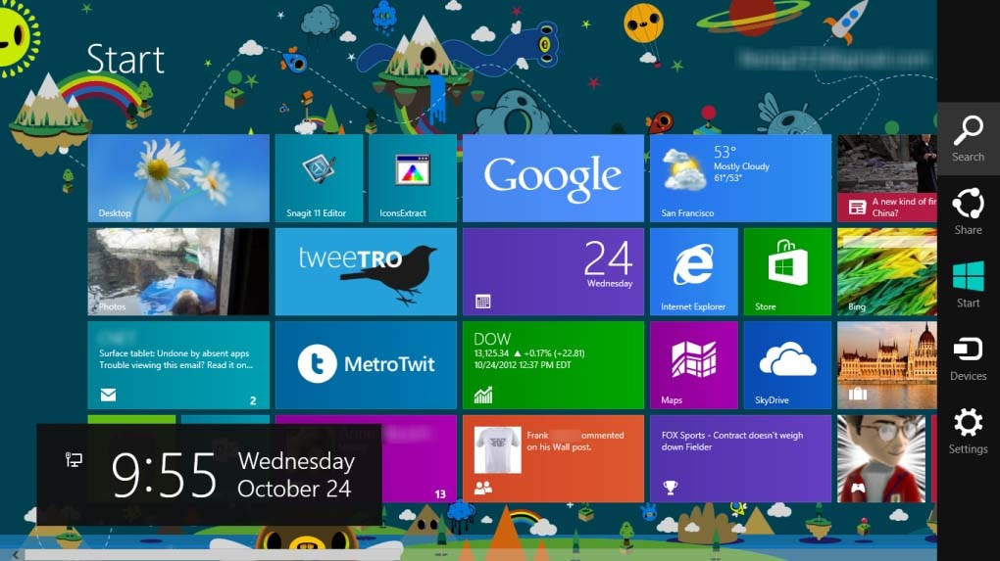 Start
Desktop
Snagit 11 Editor
IconsExtract
Google
53°
Mostly Cloudy
61°/53°
San Francisco
A new kind of fir
China?
Search
Share
Photos
tweeTRO
24
Wednesday
Internet Explorer
Store
Bing
Start
Surface tablet: Undone by absent apps
Trouble viewing this email? Read it on...
2
MetroTwit
DOW
13,125.34 ▲ +0.17% (+22.81)
10/24/2012 12:37 PM EDT
Maps
SkyDrive
Devices
13
Frank ommented
on his Wall post.
FOX Sports - Contract doesn't weigh
down Fielder
Settings
9:55
Wednesday
October 24